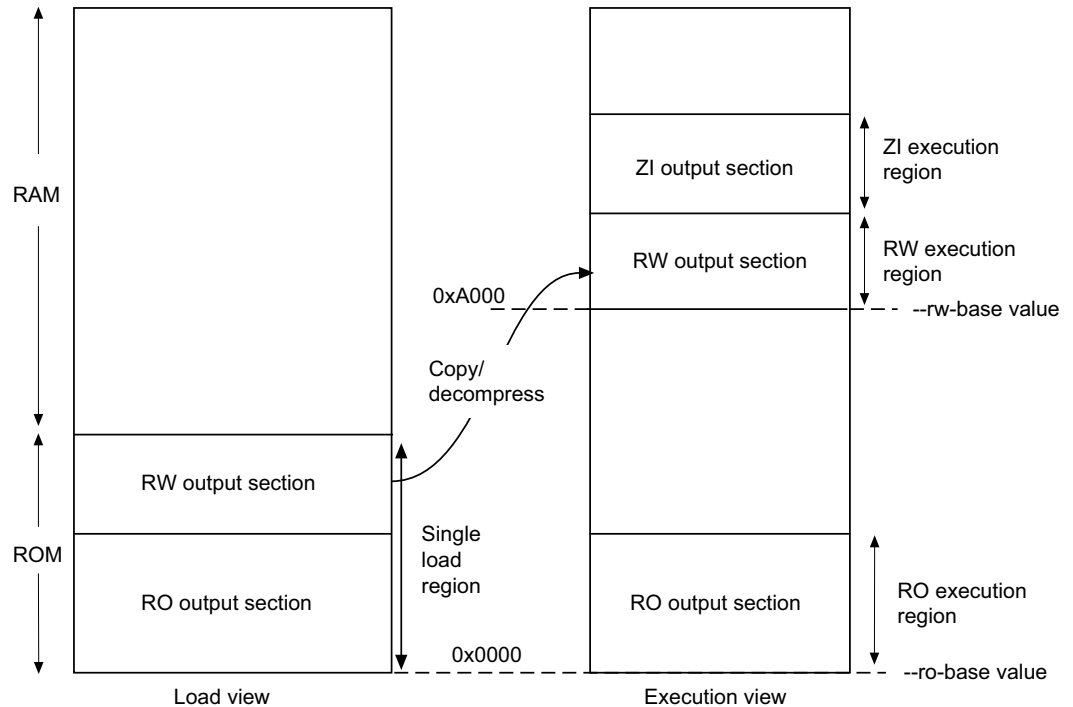 RAM
ROM
RW output section
RO output section
Load view
Single
load
region
Copy/
decompress
0xA000
0x0000
ZI output section
RW output section
RO output section
Execution view
ZI execution
region
RW execution
region
--rw-base value
RO execution
region
--ro-base value